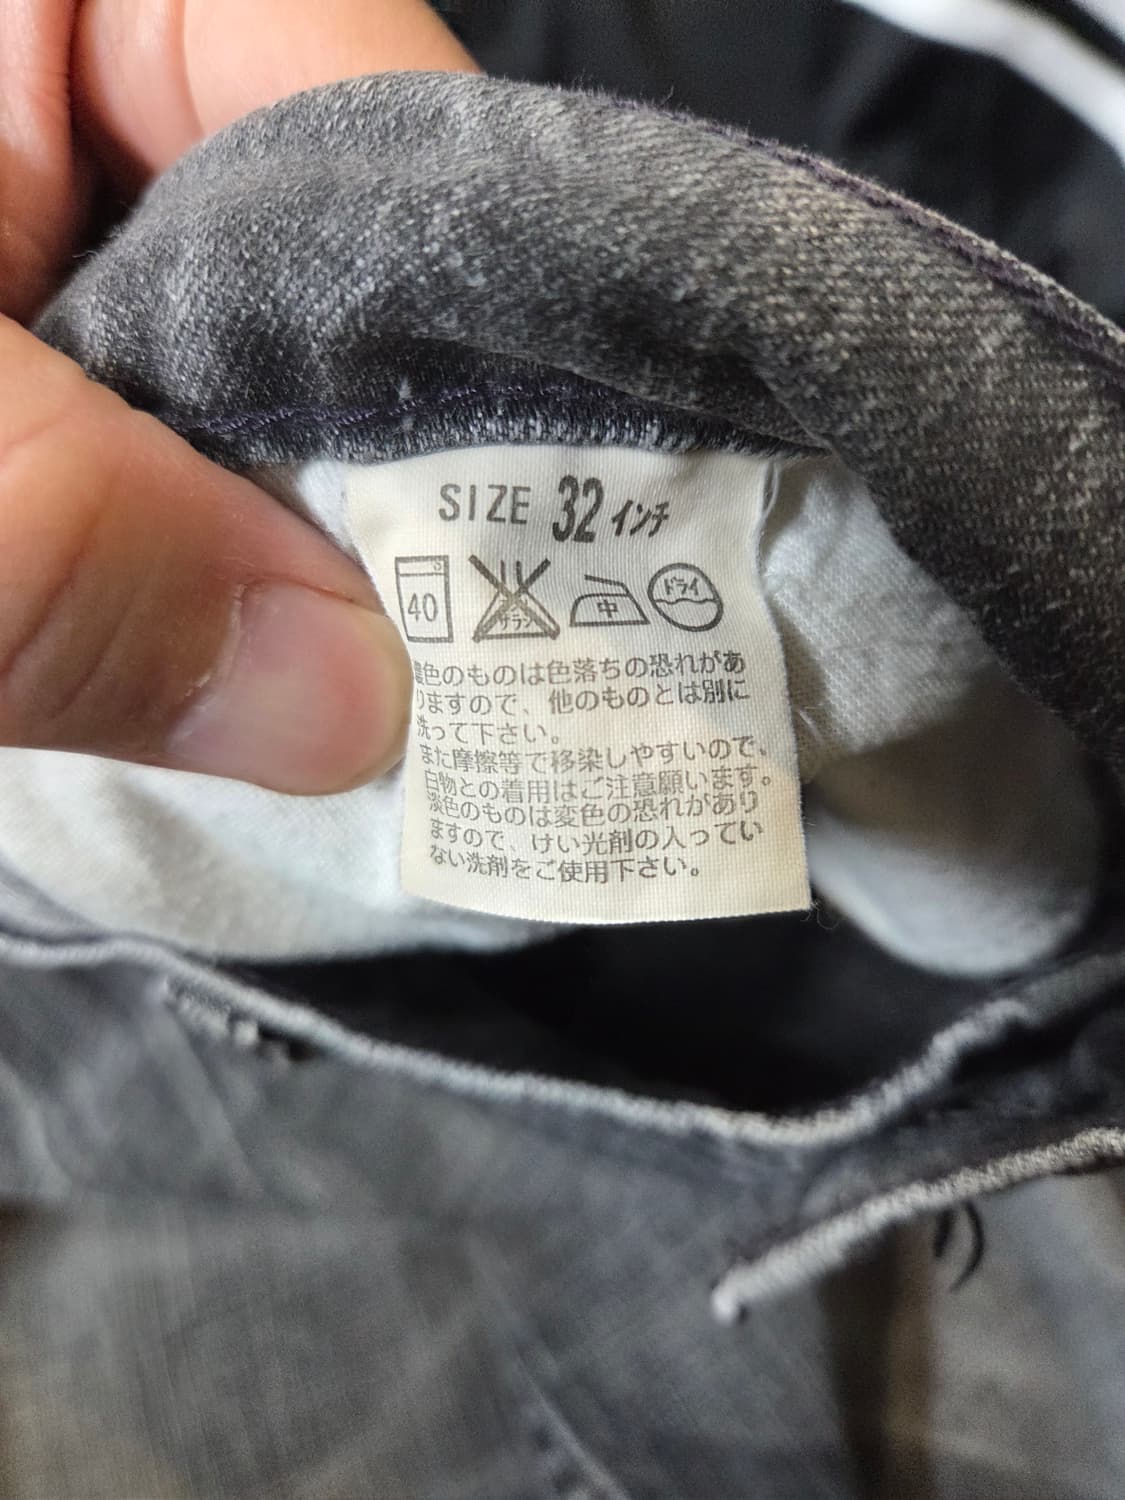 SIZE 32インチ
40 サラシ 中 ドライ
濃色のものは色落ちの恐れがあ
りますので、他のものとは別に
洗って下さい。
また摩擦等で移染しやすいので、
白物との着用はご注意願います。
淡色のものは変色の恐れがあり
ますので、けい光剤の入ってい
ない洗剤をご使用下さい。